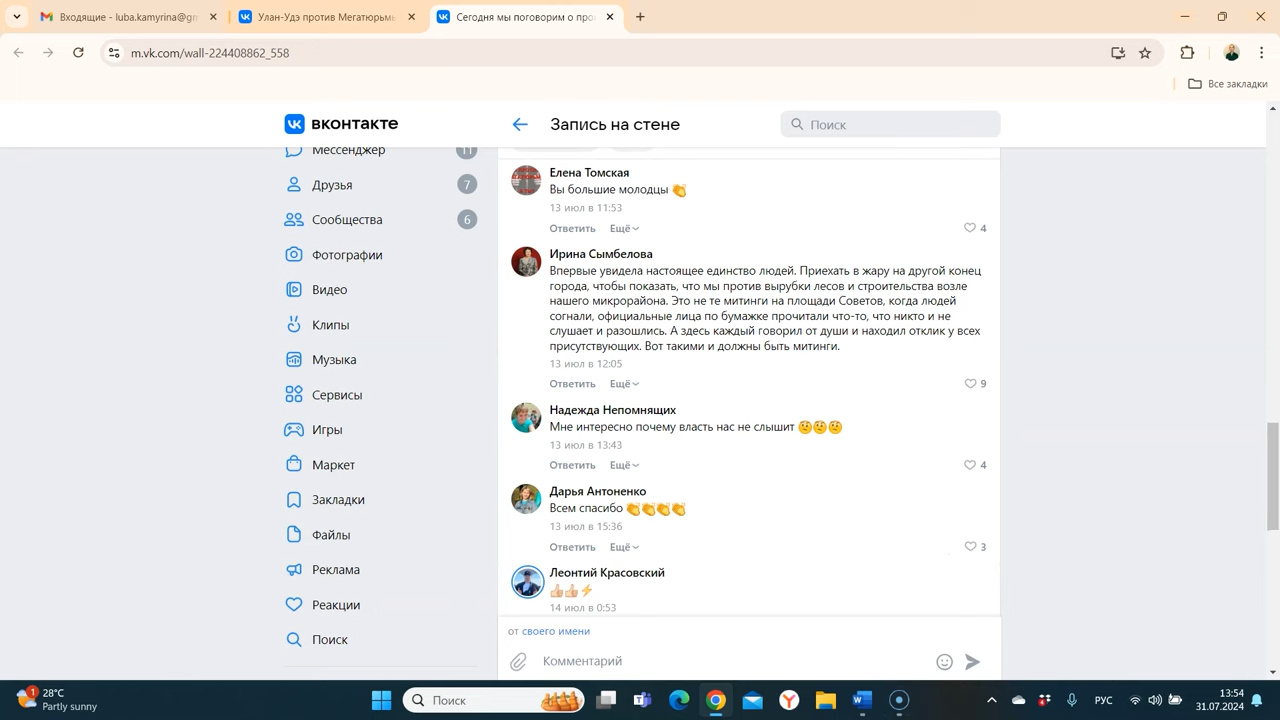 Входящие - luba.kamyrina@gm
Улан-Удэ против Мегатюрьмы
Сегодня мы поговорим о про
m.vk.com/wall-224408862_558
Все закладки
вконтакте
Запись на стене
Поиск
Мессенджер
11
Друзья
7
Сообщества
6
Фотографии
Видео
Клипы
Музыка
Сервисы
Игры
Маркет
Закладки
Файлы
Реклама
Реакции
Поиск
Елена Томская
Вы большие молодцы 👏
13 июл в 11:53
Ответить Ещё
4
Ирина Сымбелова
Впервые увидела настоящее единство людей. Приехать в жару на другой конец
города, чтобы показать, что мы против вырубки лесов и строительства возле
нашего микрорайона. Это не те митинги на площади Советов, когда людей
согнали, официальные лица по бумажке прочитали что-то, что никто и не
слушает и разошлись. А здесь каждый говорил от души и находил отклик у всех
присутствующих. Вот такими и должны быть митинги.
13 июл в 12:05
Ответить Ещё
9
Надежда Непомнящих
Мне интересно почему власть нас не слышит 🤨🤨🤨
13 июл в 13:43
Ответить Ещё
4
Дарья Антоненко
Всем спасибо 👏👏👏👏
13 июл в 15:36
Ответить Ещё
3
Леонтий Красовский
👍👍⚡
14 июл в 0:53
от своего имени
Комментарий
1
28°C
Partly sunny
Поиск
РУС
13:54
31.07.2024